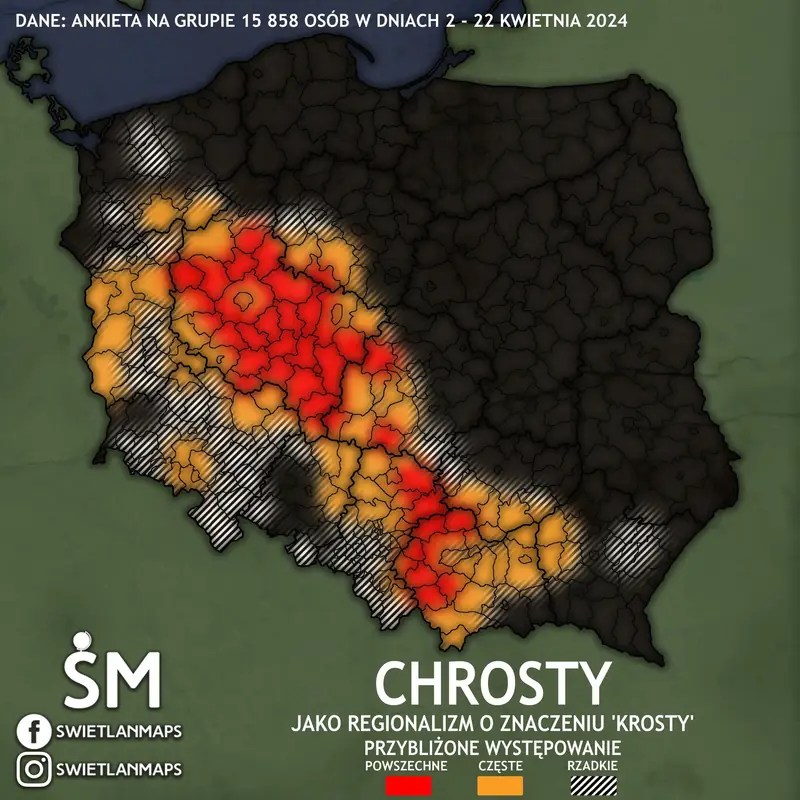 DANE: ANKIETA NA GRUPIE 15 858 OSÓB W DNIACH 2 - 22 KWIETNIA 2024
ŚM
SWIETLANMAPS
SWIETLANMAPS
CHROSTY
JAKO REGIONALIZM O ZNACZENIU 'KROSTY'
PRZYBLIŻONE WYSTĘPOWANIE
POWSZECHNE CZĘSTE RZADKIE